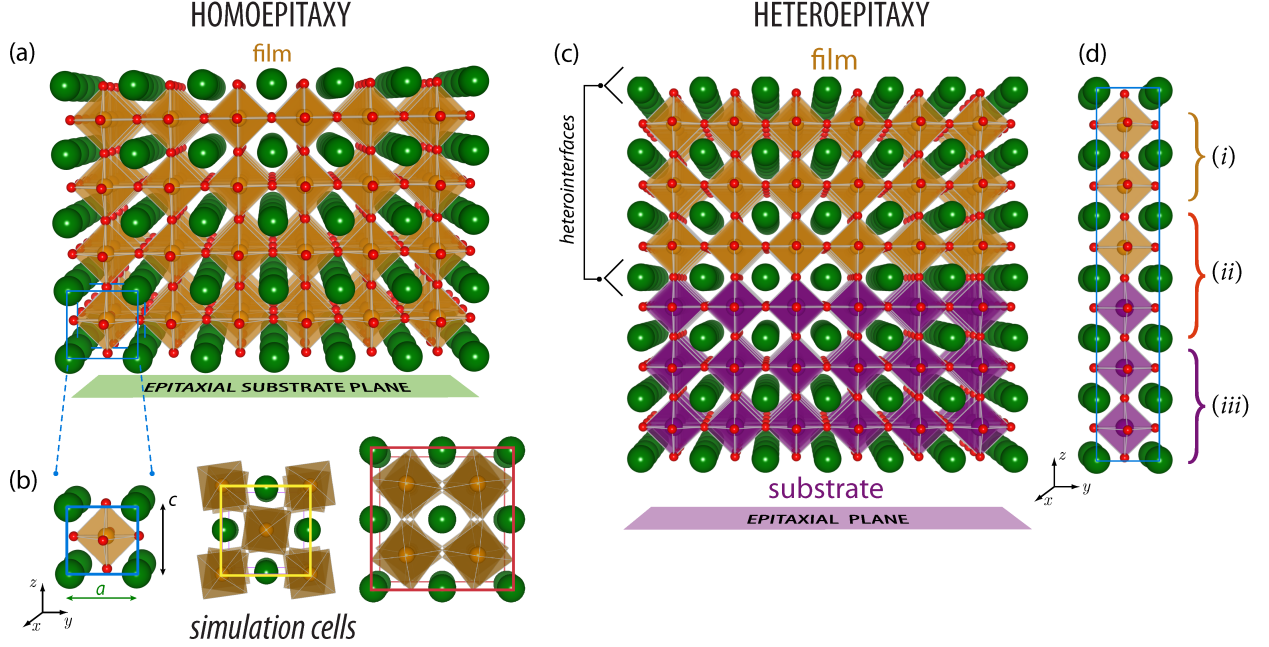 HOMOEPITAXY
HETEROEPITAXY
(a)
film
(c)
film
(d)
heterointerfaces
(i)
(ii)
(iii)
EPITAXIAL SUBSTRATE PLANE
(b)
c
a
z
y
x
simulation cells
substrate
EPITAXIAL PLANE
z
y
x